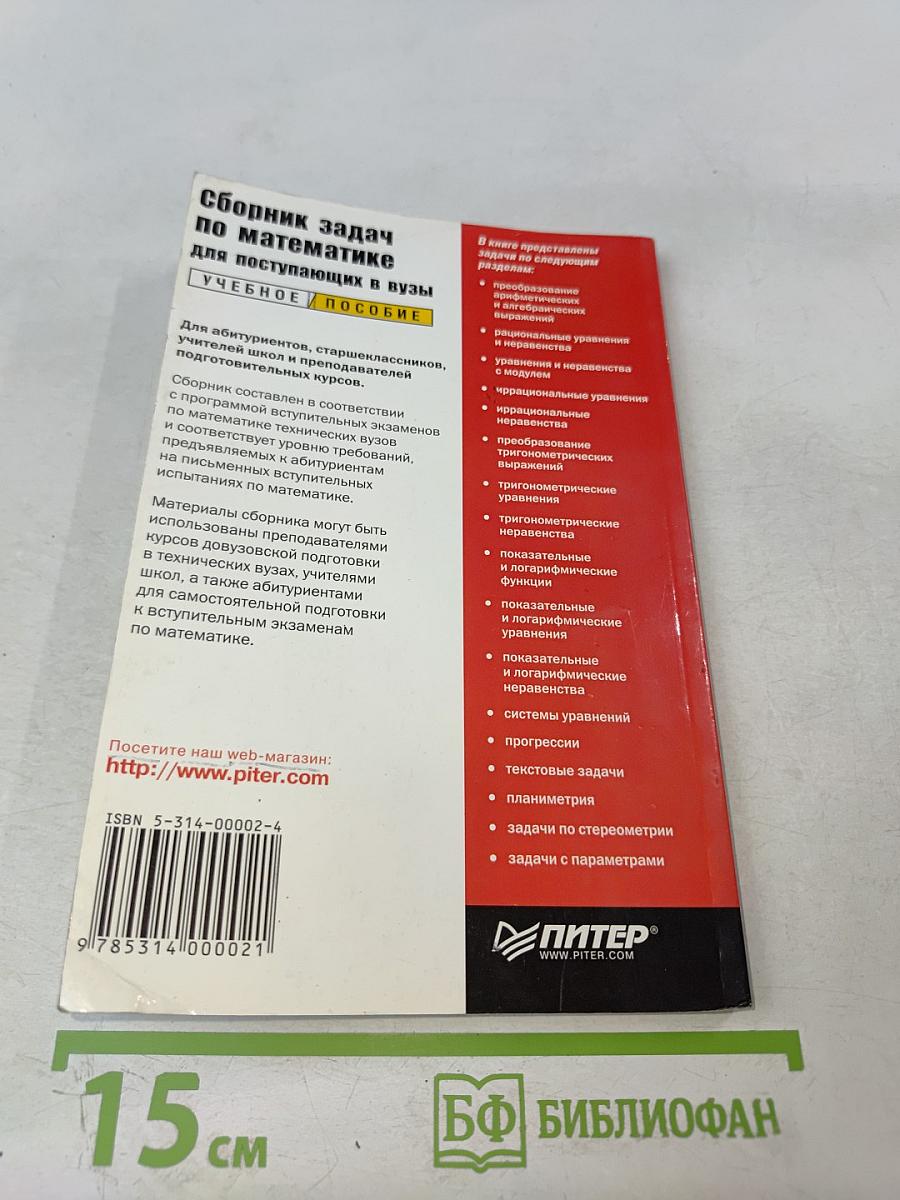 Сборник задач
по математике
для поступающих в вузы
УЧЕБНОЕ ПОСОБИЕ
Для абитуриентов, старшеклассников,
учителей школ и преподавателей
подготовительных курсов.
Сборник составлен в соответствии
с программой вступительных экзаменов
по математике технических вузов
и соответствует уровню требований,
предъявляемых к абитуриентам
на письменных вступительных
испытаниях по математике.
Материалы сборника могут быть
использованы преподавателями
курсов довузовской подготовки
в технических вузах, учителями
школ, а также абитуриентами
для самостоятельной подготовки
к вступительным экзаменам
по математике.
Посетите наш web-магазин:
http://www.piter.com
ISBN 5-314-00002-4
9 785314 000021
В книге представлены
задачи по следующим
разделам:
• преобразование
арифметических
и алгебраических
выражений
• рациональные уравнения
и неравенства
• уравнения и неравенства
с модулем
• иррациональные уравнения
• иррациональные
неравенства
• преобразование
тригонометрических
выражений
• тригонометрические
уравнения
• тригонометрические
неравенства
• показательные
и логарифмические
функции
• показательные
и логарифмические
уравнения
• показательные
и логарифмические
неравенства
• системы уравнений
• прогрессии
• текстовые задачи
• планиметрия
• задачи по стереометрии
• задачи с параметрами
ПИТЕР®
WWW.PITER.COM
15 см
БФ БИБЛИОФАН